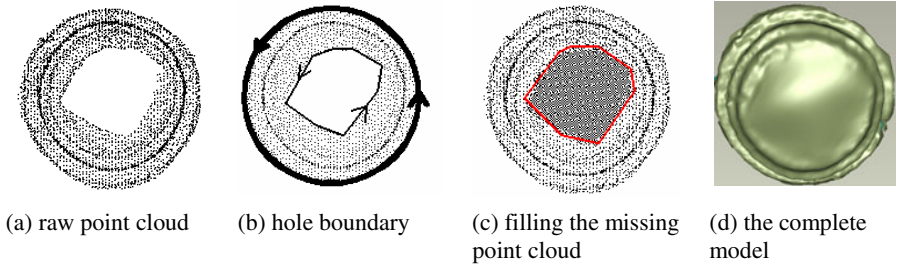 (a) raw point cloud
(b) hole boundary
(c) filling the missing
point cloud
(d) the complete
model